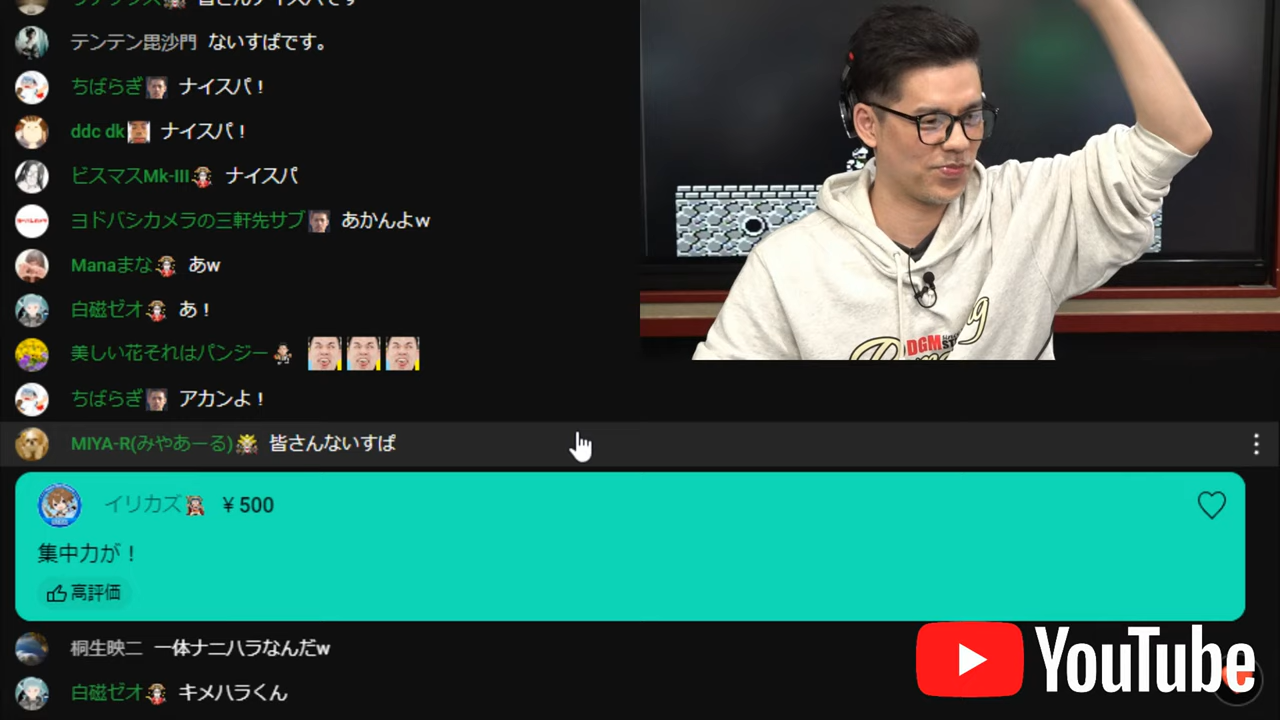 テンテン毘沙門 ないすぱです。
ちばらぎ ナイスパ！
ddc dk ナイスパ！
ビスマスMk-III ナイスパ
ヨドバシカメラの三軒先サブ あかんよw
Manaまな あw
白磁ゼオ あ！
美しい花それはパンジー
ちばらぎ アカンよ！
MIYA-R(みやあーる) 皆さんないすぱ
イリカズ ￥500
集中力が！
高評価
桐生映二 一体ナニハラなんだw
白磁ゼオ キメハラくん
DGM
YouTube